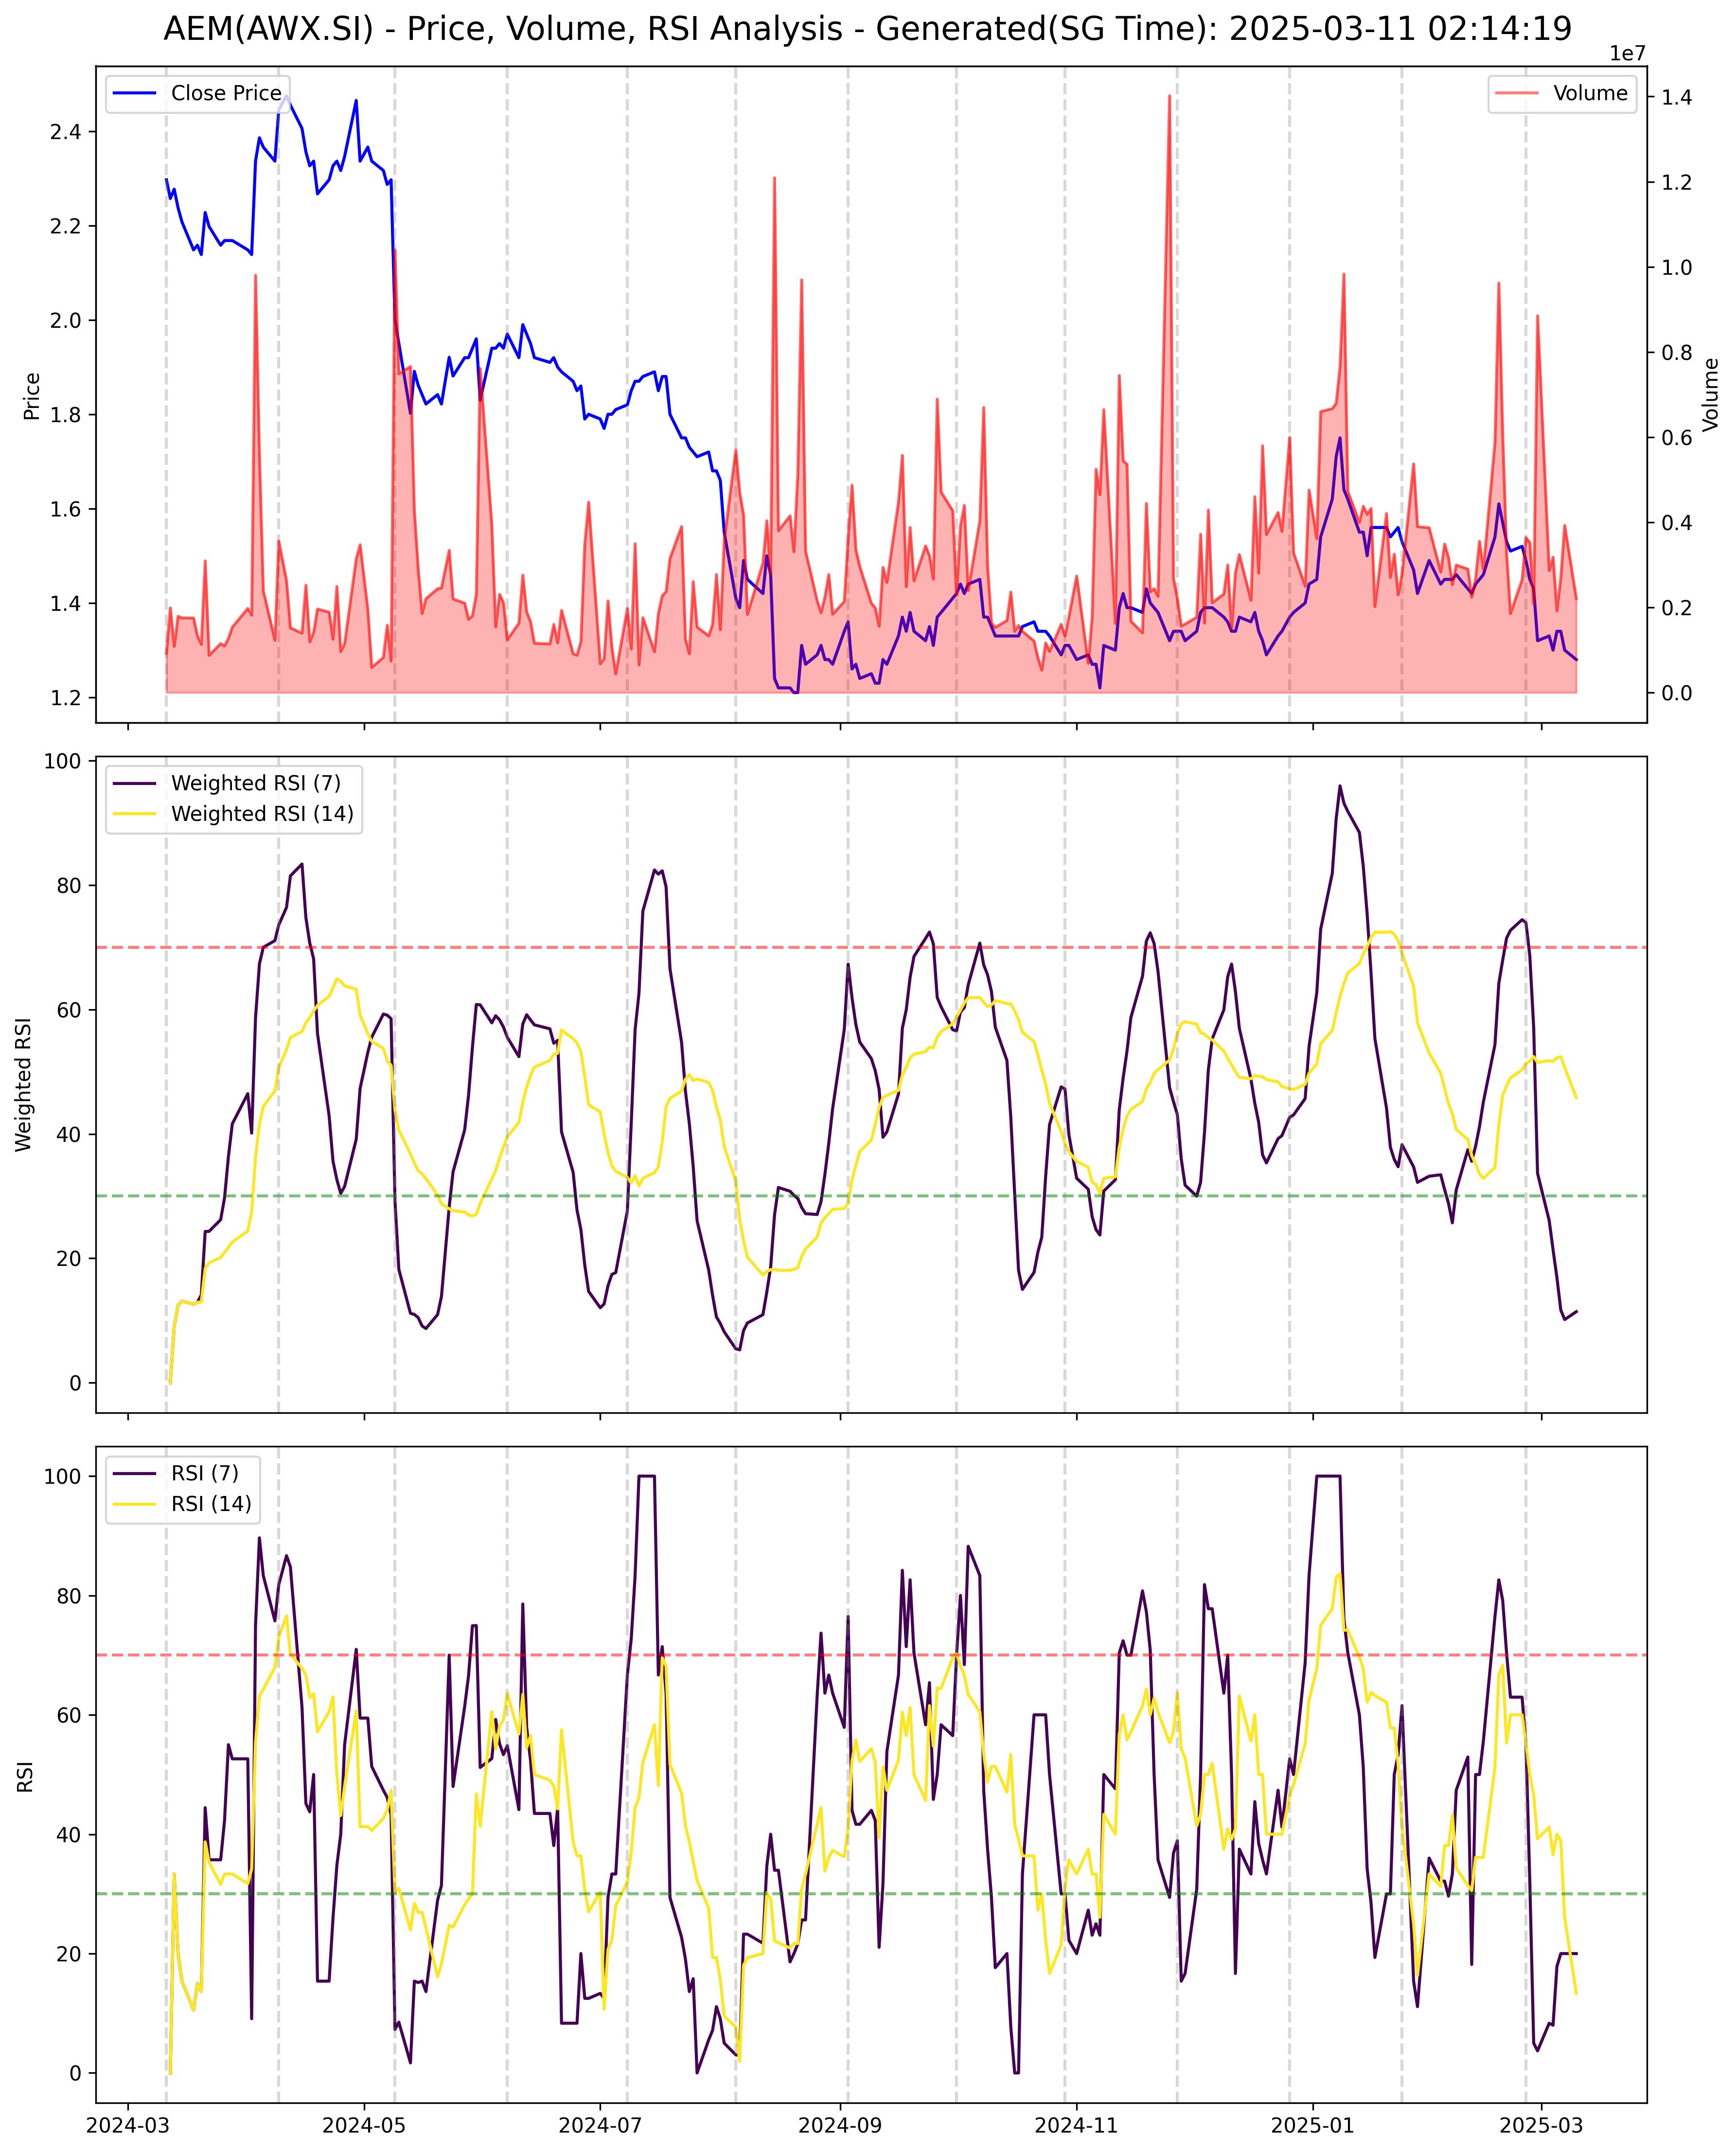 AEM(AWX.SI) - Price, Volume, RSI Analysis - Generated(SG Time): 2025-03-11 02:14:19
1e7
Close Price
Volume
2.4
2.2
2.0
1.8
1.6
1.4
1.2
Price
1.4
1.2
1.0
0.8
0.6
0.4
0.2
0.0
Volume
Weighted RSI (7)
Weighted RSI (14)
100
80
60
40
20
0
Weighted RSI
RSI (7)
RSI (14)
100
80
60
40
20
0
RSI
2024-03 2024-05 2024-07 2024-09 2024-11 2025-01 2025-03